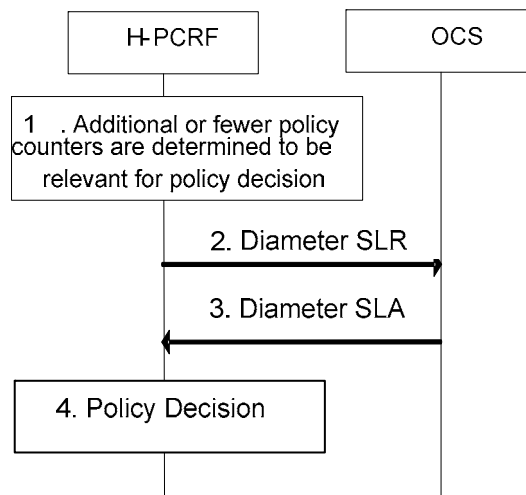 H-PCRF
OCS
1 . Additional or fewer policy
counters are determined to be
relevant for policy decision
2. Diameter SLR
3. Diameter SLA
4. Policy Decision